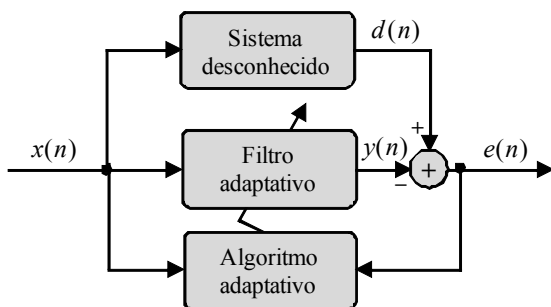 Sistema
desconhecido
d(n)
+
x(n)
Filtro
adaptativo
y(n)
−
+
e(n)
Algoritmo
adaptativo